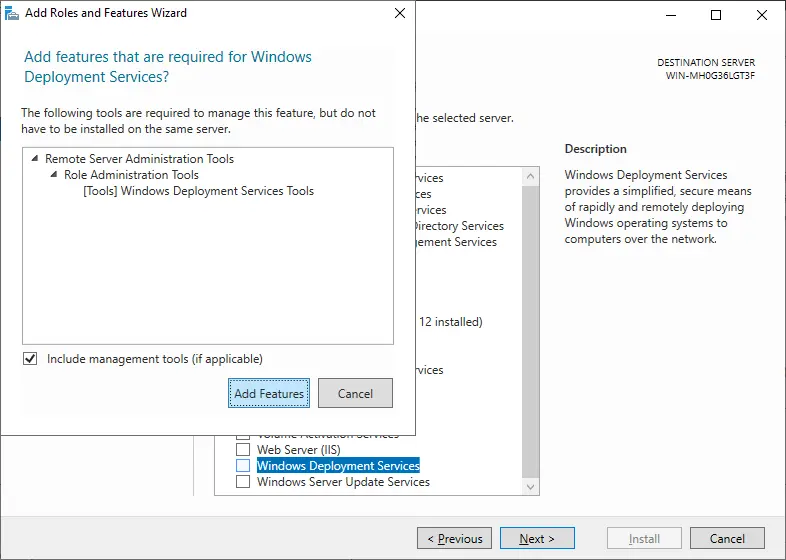 Add Roles and Features Wizard
Add features that are required for Windows
Deployment Services?
The following tools are required to manage this feature, but do not
have to be installed on the same server.
Remote Server Administration Tools
Role Administration Tools
[Tools] Windows Deployment Services Tools
Include management tools (if applicable)
Add Features
Cancel
DESTINATION SERVER
WIN-MH0G36LGT3F
he selected server.
Description
Windows Deployment Services
provides a simplified, secure means
of rapidly and remotely deploying
Windows operating systems to
computers over the network.
rvices
ces
rvices
Directory Services
gement Services
12 installed)
rvices
Volume Activation Services
Web Server (IIS)
Windows Deployment Services
Windows Server Update Services
< Previous
Next >
Install
Cancel